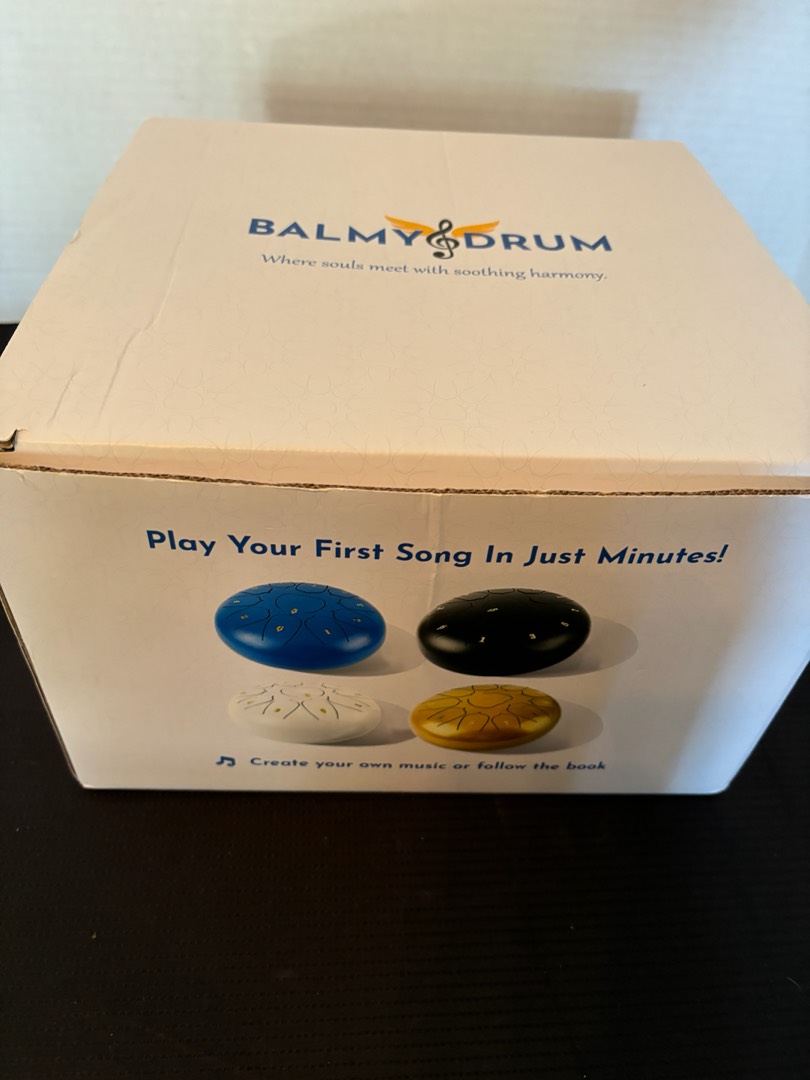 BALMY DRUM
Where souls meet with soothing harmony.
Play Your First Song In Just Minutes!
Create your own music or follow the book